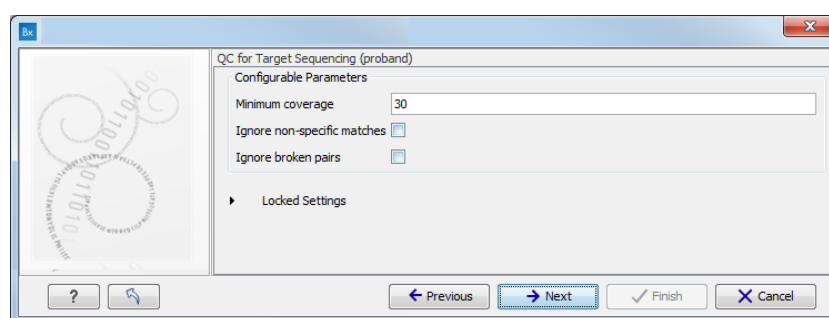 Bx
QC for Target Sequencing (proband)
Configurable Parameters
Minimum coverage 30
Ignore non-specific matches
Ignore broken pairs
Locked Settings
? Previous Next Finish Cancel